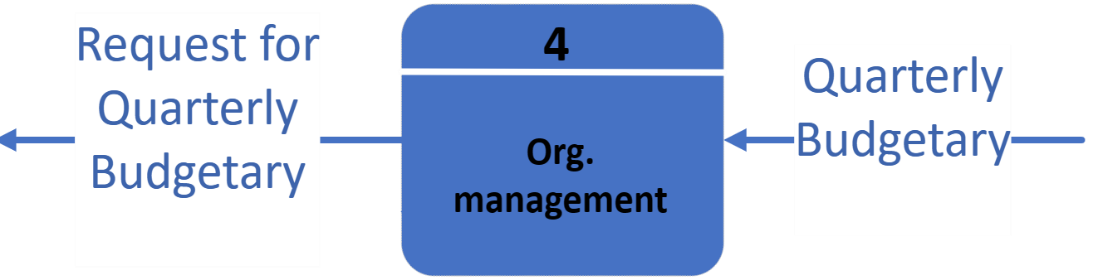 Request for
Quarterly
Budgetary
4
Org.
management
Quarterly
Budgetary